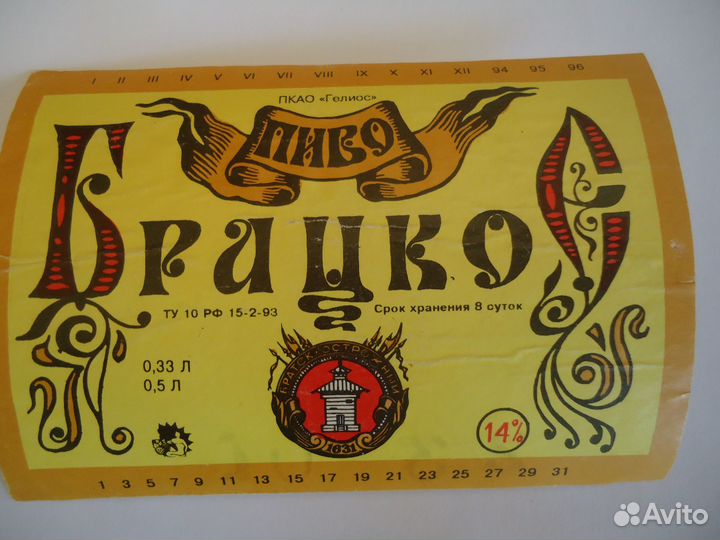 I II III IV V VI VII VIII IX X XI XII 94 95 96
ПКАО «Гелиос»
ПИВО
Брацкое
ТУ 10 РФ 15-2-93
Срок хранения 8 суток
0,33 Л
0,5 Л
БРАТСК ОСТРОЖНЫЙ
1631
14%
1 3 5 7 9 11 13 15 17 19 21 23 25 27 29 31
Avito